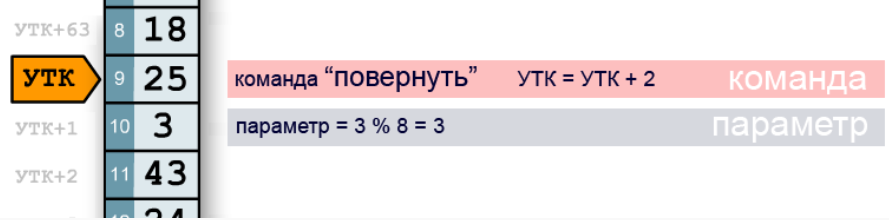 УТК+63 8 18
УТК 9 25 команда “повернуть” УТК = УТК + 2 команда
УТК+1 10 3 параметр = 3 % 8 = 3 параметр
УТК+2 11 43